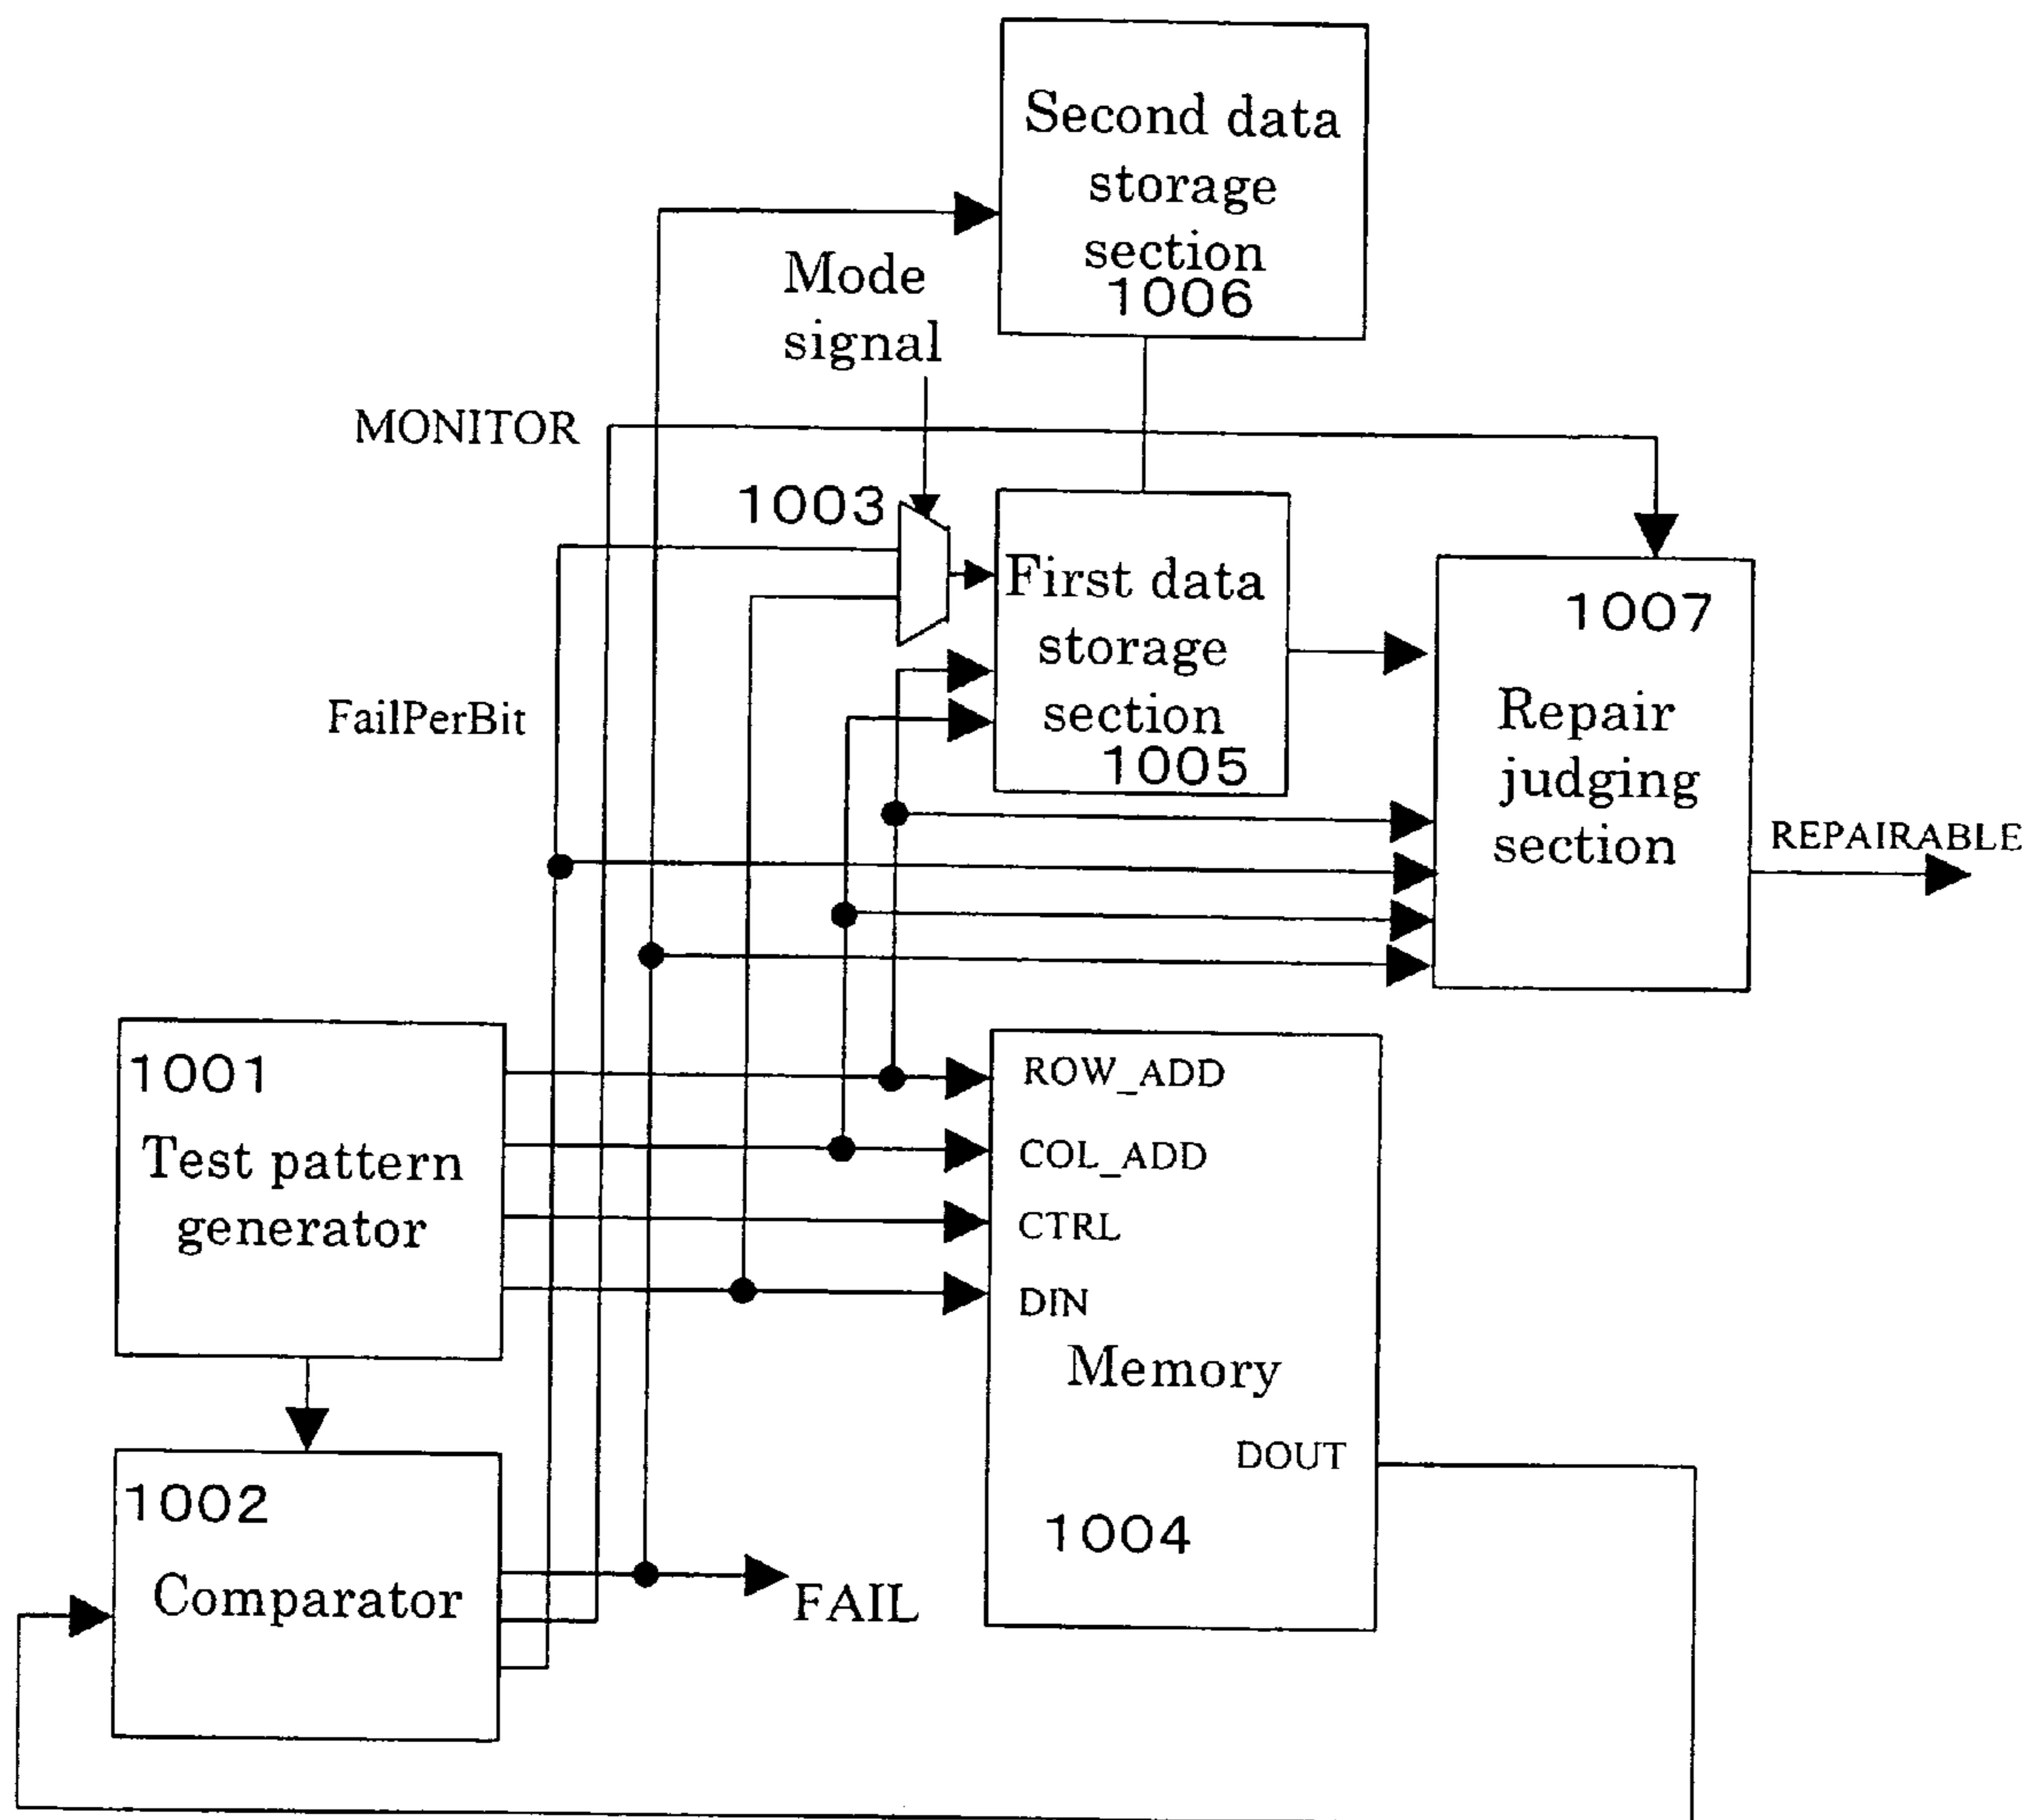 Second data
storage
section
1006
Mode
signal
MONITOR
1003
First data
storage
section
1005
1007
Repair
judging
section
FailPerBit
REPAIRABLE
1001
Test pattern
generator
ROW_ADD
COL_ADD
CTRL
DIN
Memory
DOUT
1004
1002
Comparator
FAIL